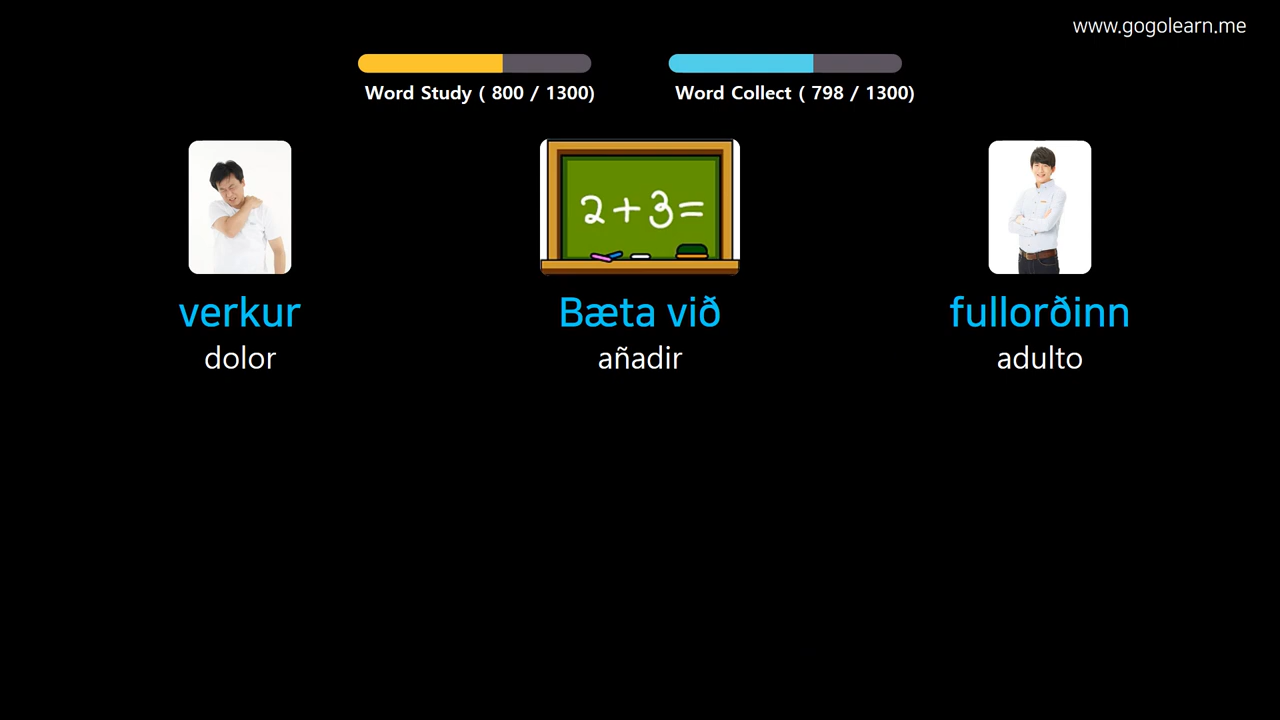 www.gogolearn.me
Word Study ( 800 / 1300)
Word Collect ( 798 / 1300)
2+3=
verkur
Bæta við
fullorðinn
dolor
añadir
adulto